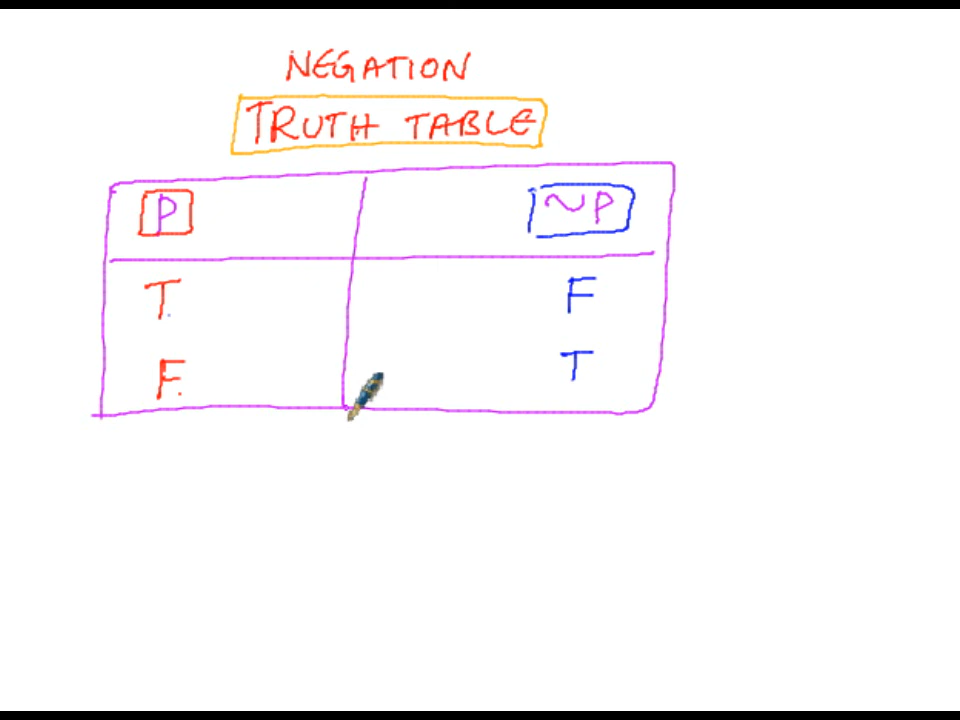 NEGATION
TRUTH TABLE
P ~P
T. F
F. T